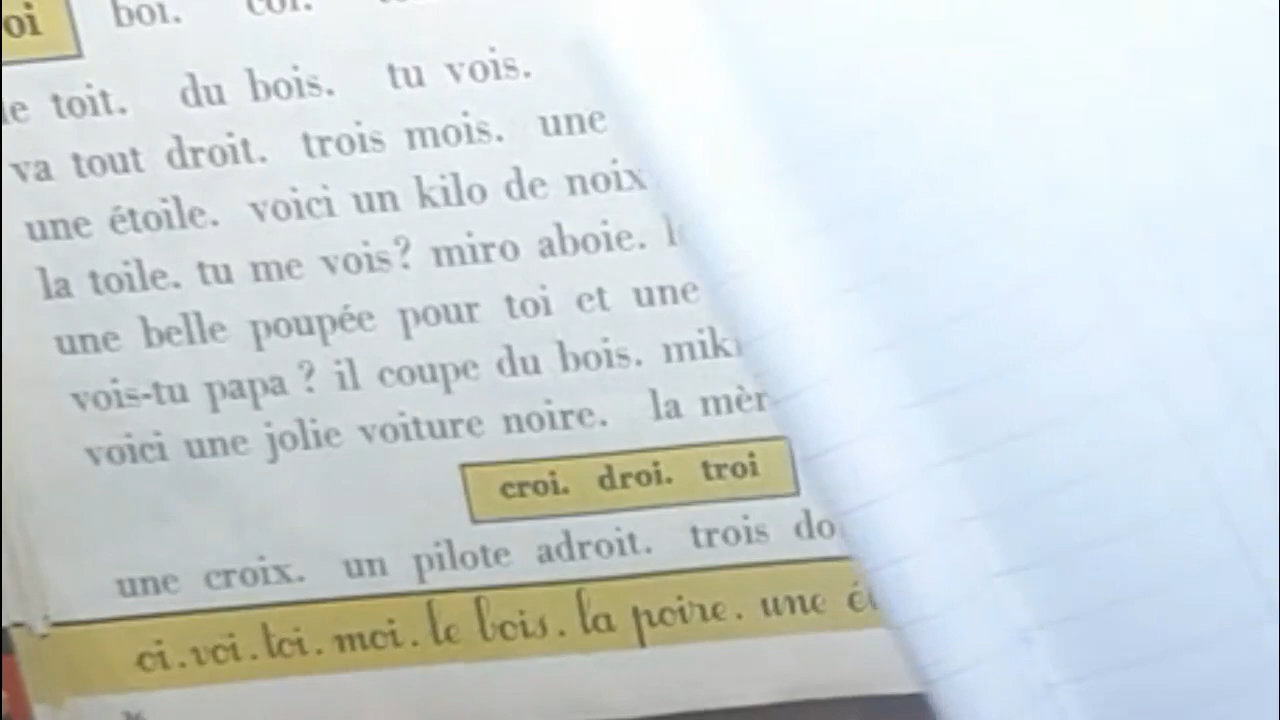 oi boi. coi.
le toit. du bois. tu vois.
va tout droit. trois mois. une
une étoile. voici un kilo de noix
la toile. tu me vois? miro aboie.
une belle poupée pour toi et une
vois-tu papa ? il coupe du bois.
voici une jolie voiture noire. la
croi. droi. troi
une croix. un pilote adroit. trois
oi.voi.toi.moi.le bois.la poire.une